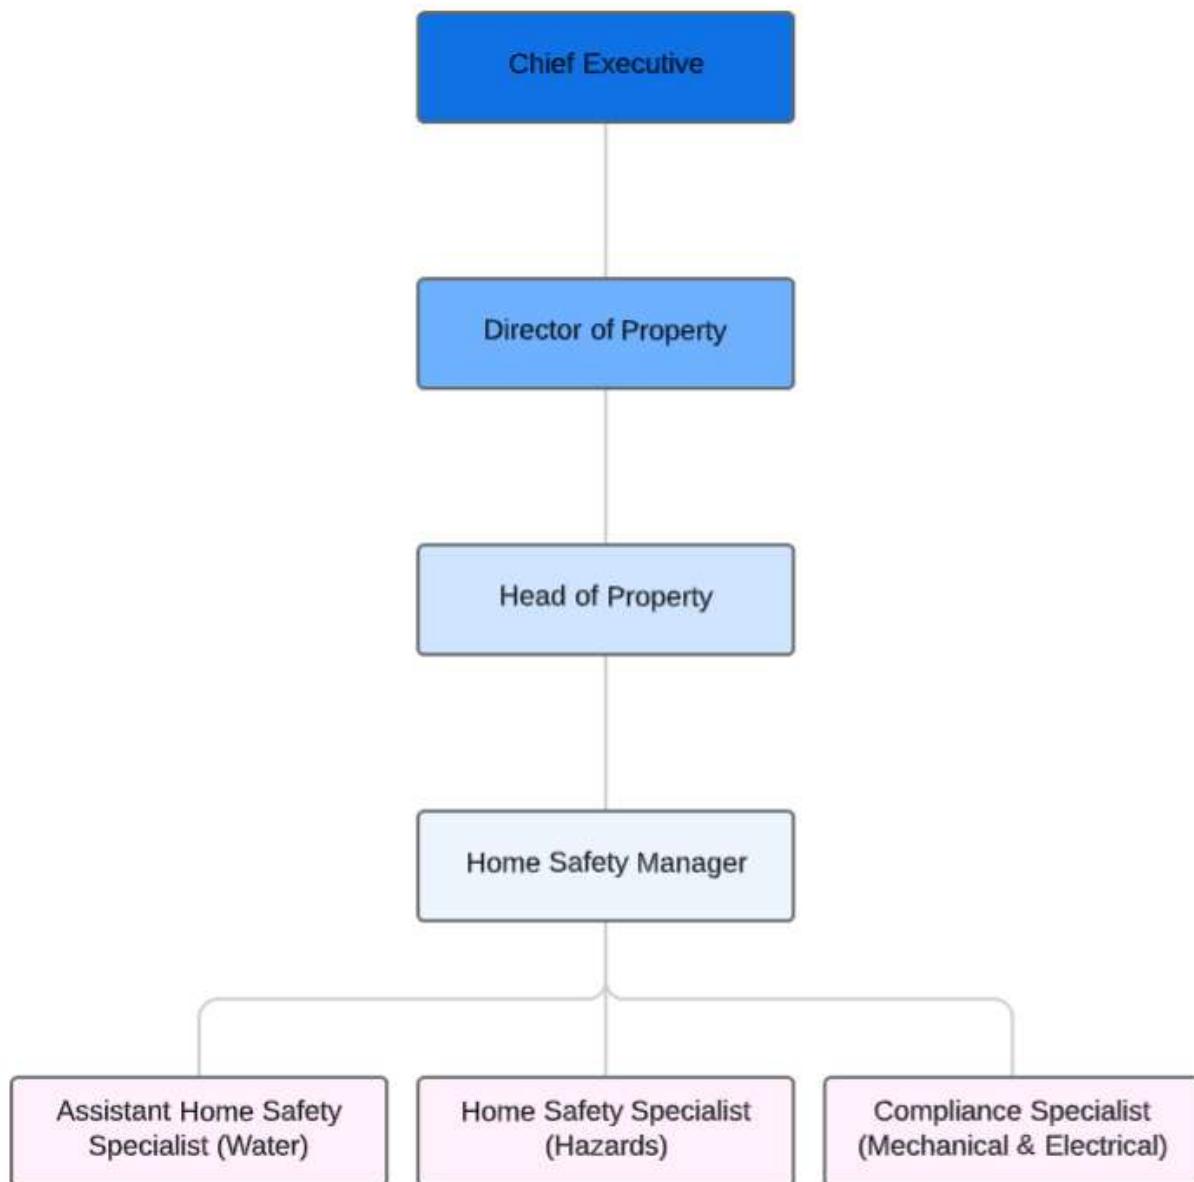 Chief Executive
Director of Property
Head of Property
Home Safety Manager
Assistant Home Safety
Specialist (Water)
Home Safety Specialist
(Hazards)
Compliance Specialist
(Mechanical & Electrical)